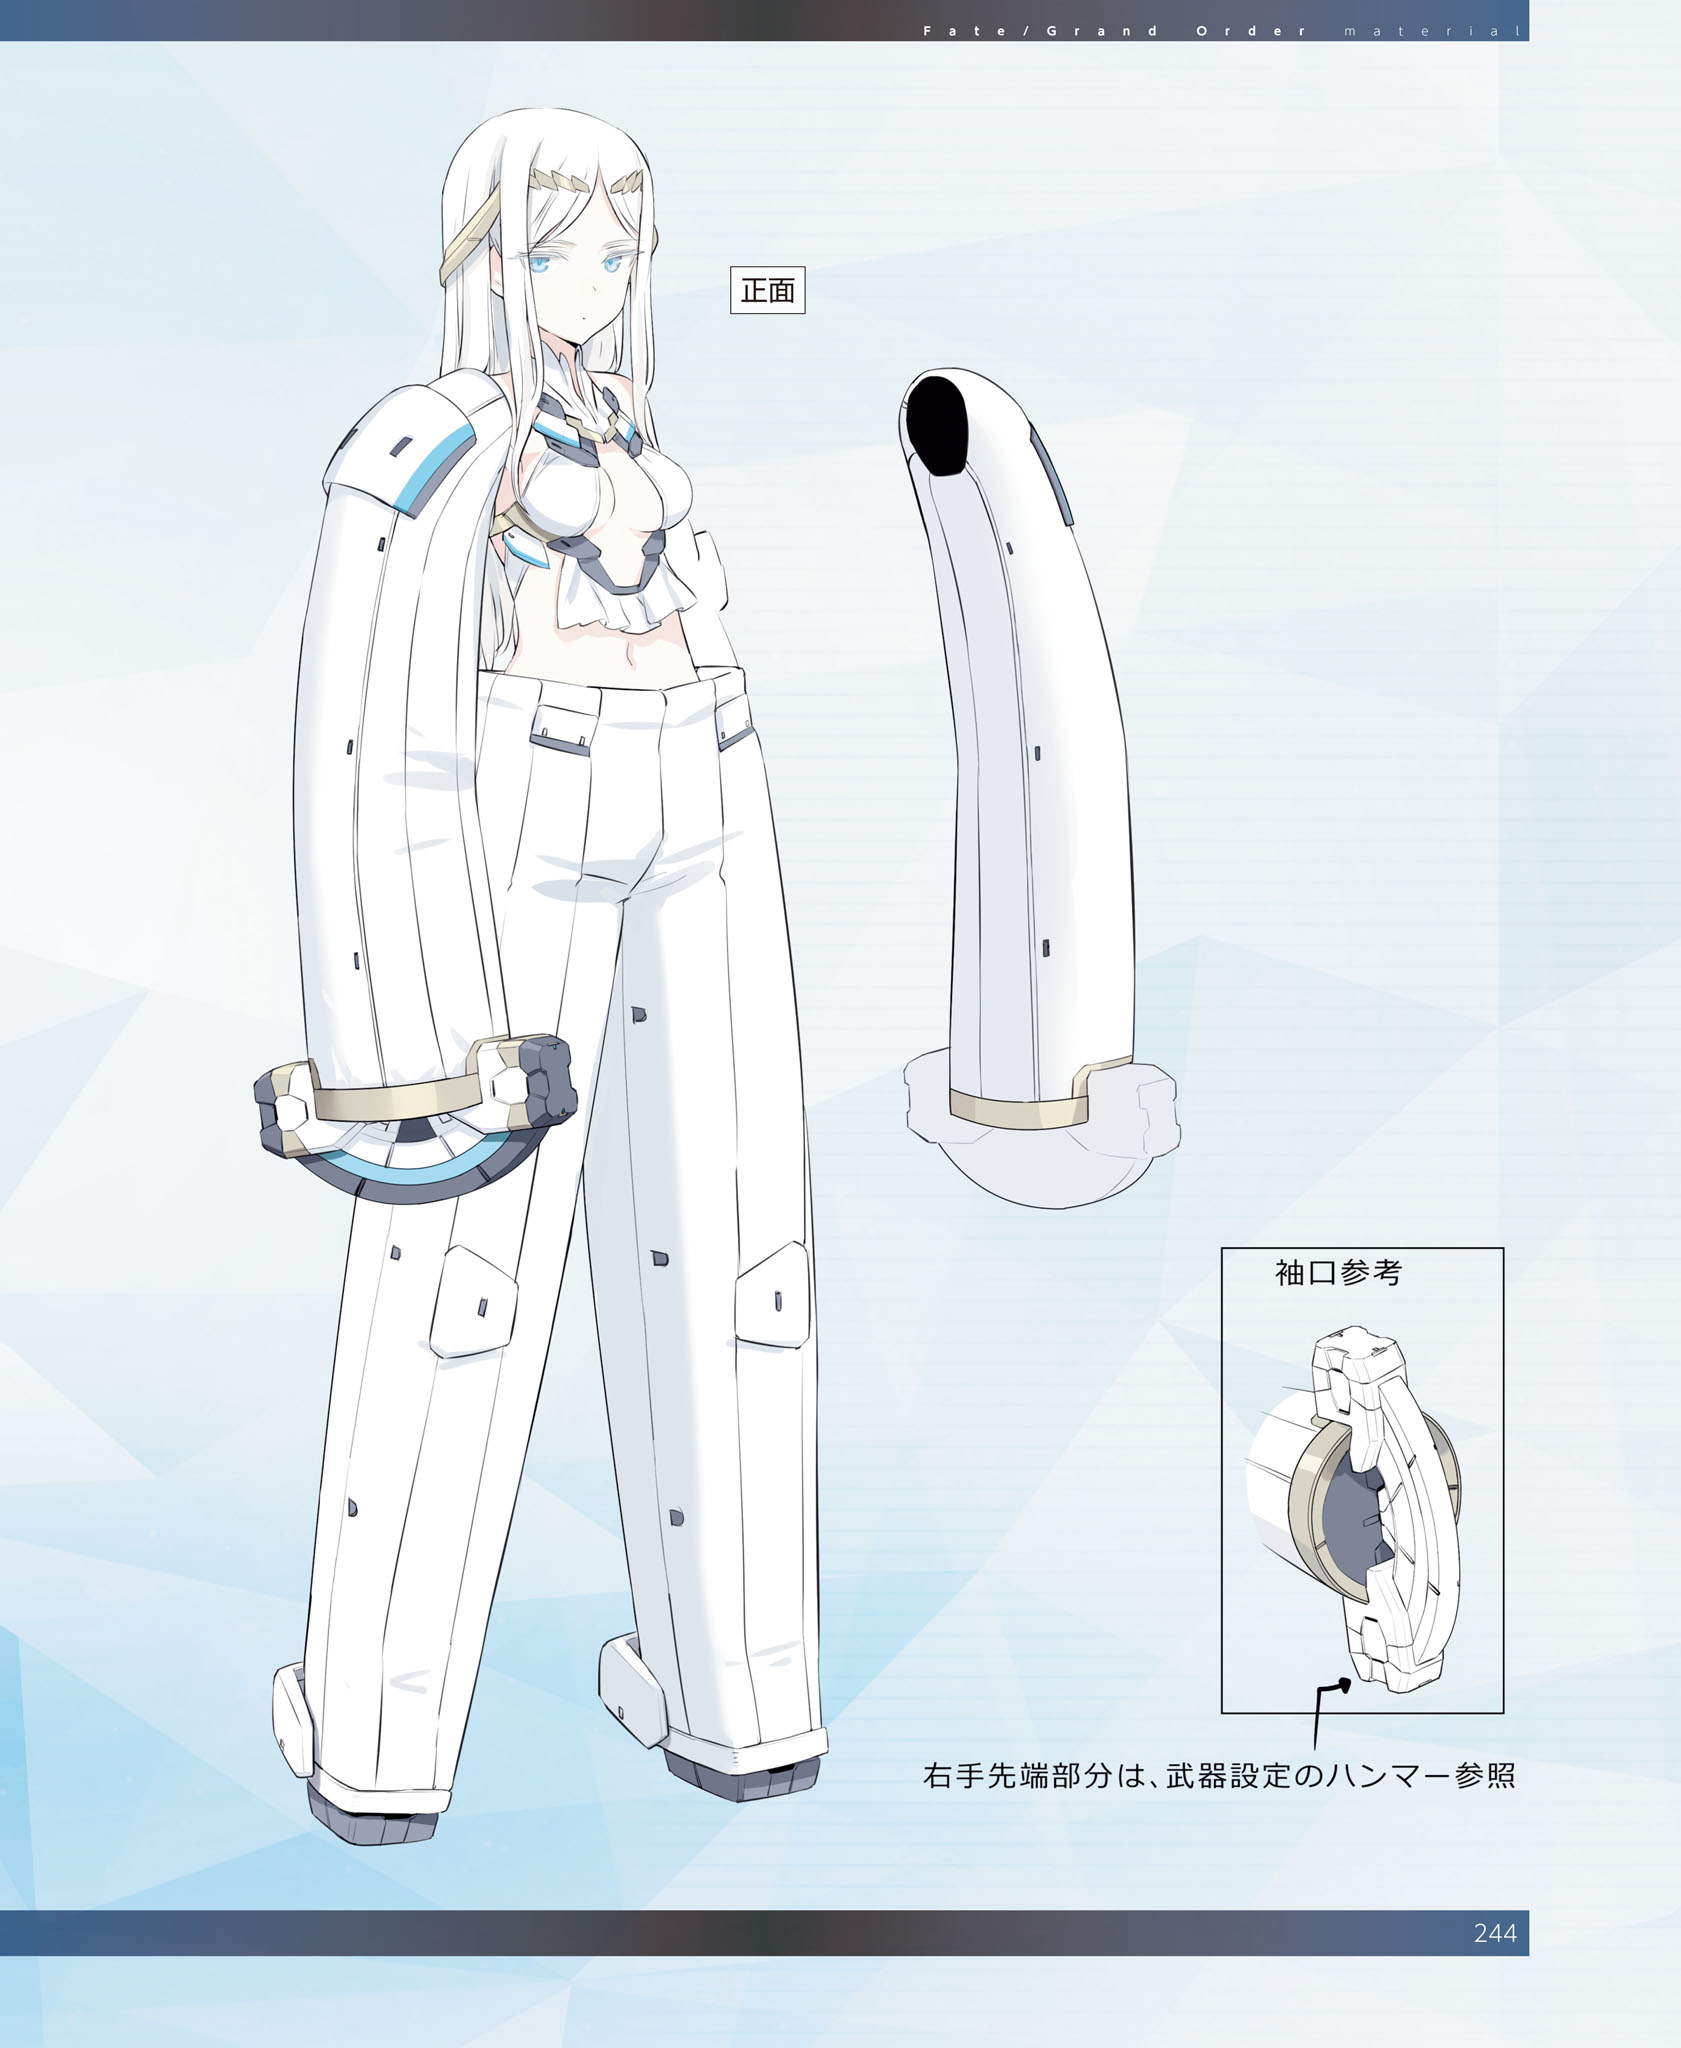 Fate/Grand Order material
正面
袖口参考
右手先端部分は、武器設定のハンマー参照
244